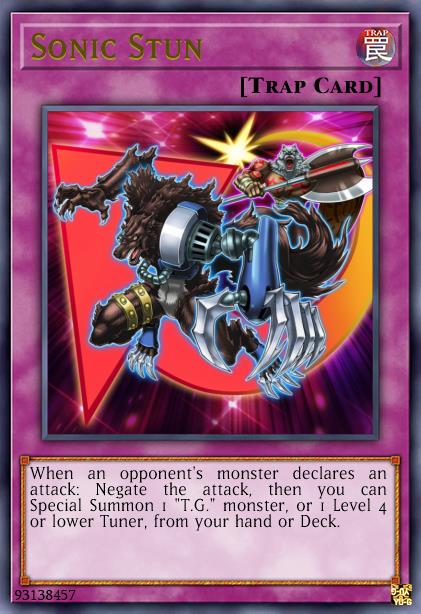 Sonic Stun
TRAP
罠
[Trap Card]
When an opponent's monster declares an
attack: Negate the attack, then you can
Special Summon 1 "T.G." monster, or 1 Level 4
or lower Tuner, from your hand or Deck.
93138457